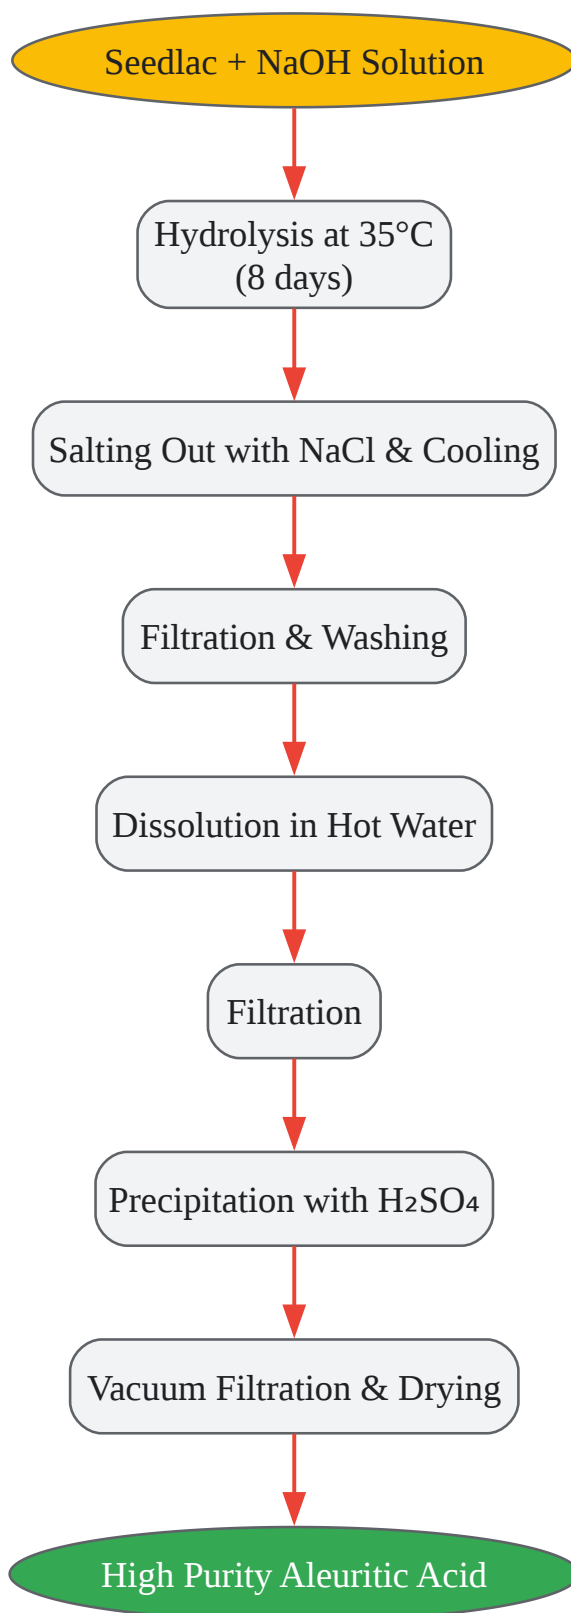 Seedlac + NaOH Solution
Hydrolysis at 35°C
(8 days)
Salting Out with NaCl & Cooling
Filtration & Washing
Dissolution in Hot Water
Filtration
Precipitation with H₂SO₄
Vacuum Filtration & Drying
High Purity Aleuritic Acid